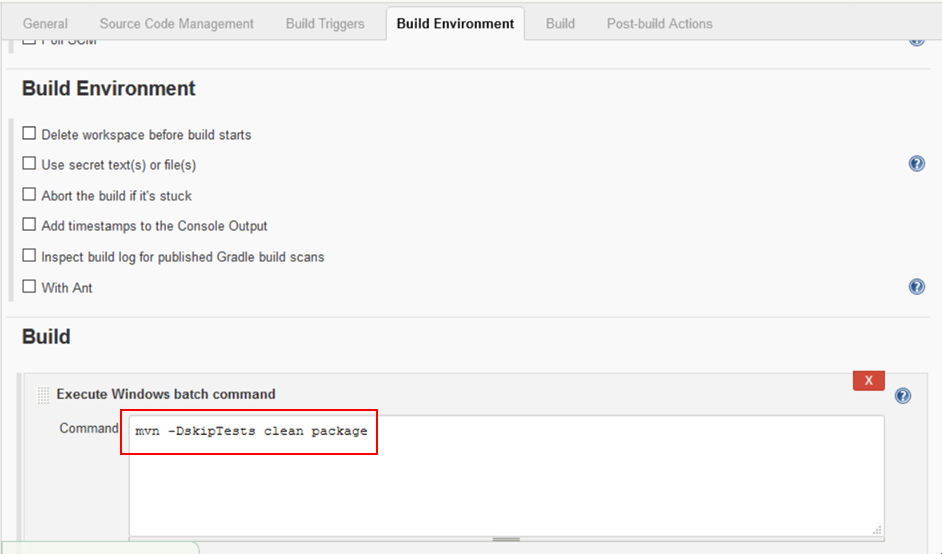 General Source Code Management Build Triggers Build Environment Build Post-build Actions
Poll SCM
Build Environment
Delete workspace before build starts
Use secret text(s) or file(s)
Abort the build if it's stuck
Add timestamps to the Console Output
Inspect build log for published Gradle build scans
With Ant
Build
X
Execute Windows batch command
Command
mvn -DskipTests clean package